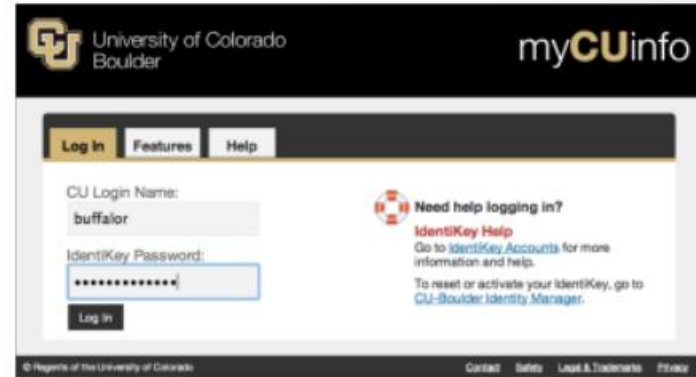 CU University of Colorado
Boulder
myCUinfo
Log In Features Help
CU Login Name:
buffalor
IdentiKey Password:
•••••••••••••
Log In
Need help logging in?
IdentiKey Help
Go to IdentiKey Accounts for more
information and help.
To reset or activate your IdentiKey, go to
CU-Boulder Identity Manager.
© Regents of the University of Colorado
Contact Safety Legal & Trademarks Privacy